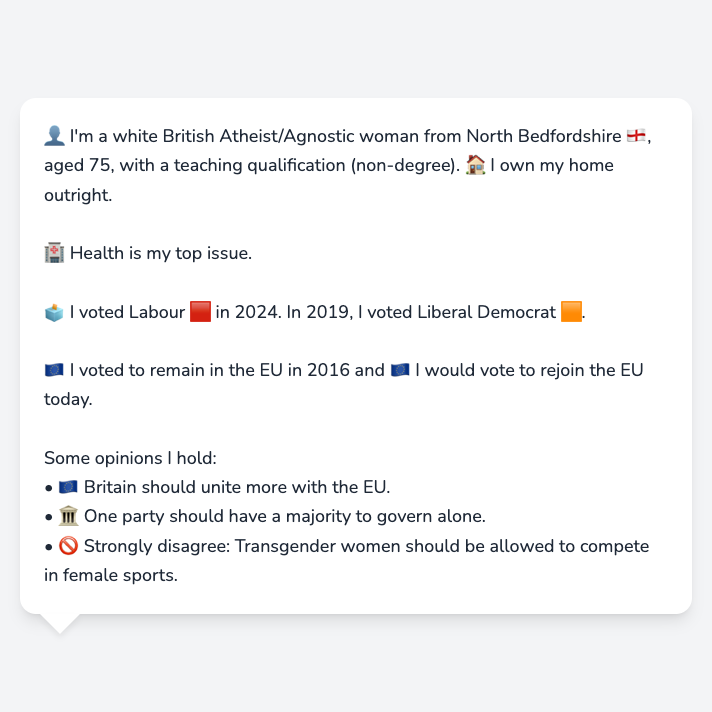 👤 I'm a white British Atheist/Agnostic woman from North Bedfordshire 🏴󠁧󠁢󠁥󠁮󠁧󠁿,
aged 75, with a teaching qualification (non-degree). 🏠 I own my home
outright.
🏥 Health is my top issue.
🗳️ I voted Labour 🟥 in 2024. In 2019, I voted Liberal Democrat 🟧.
🇪🇺 I voted to remain in the EU in 2016 and 🇪🇺 I would vote to rejoin the EU
today.
Some opinions I hold:
• 🇪🇺 Britain should unite more with the EU.
• 🏛️ One party should have a majority to govern alone.
• 🚫 Strongly disagree: Transgender women should be allowed to compete
in female sports.